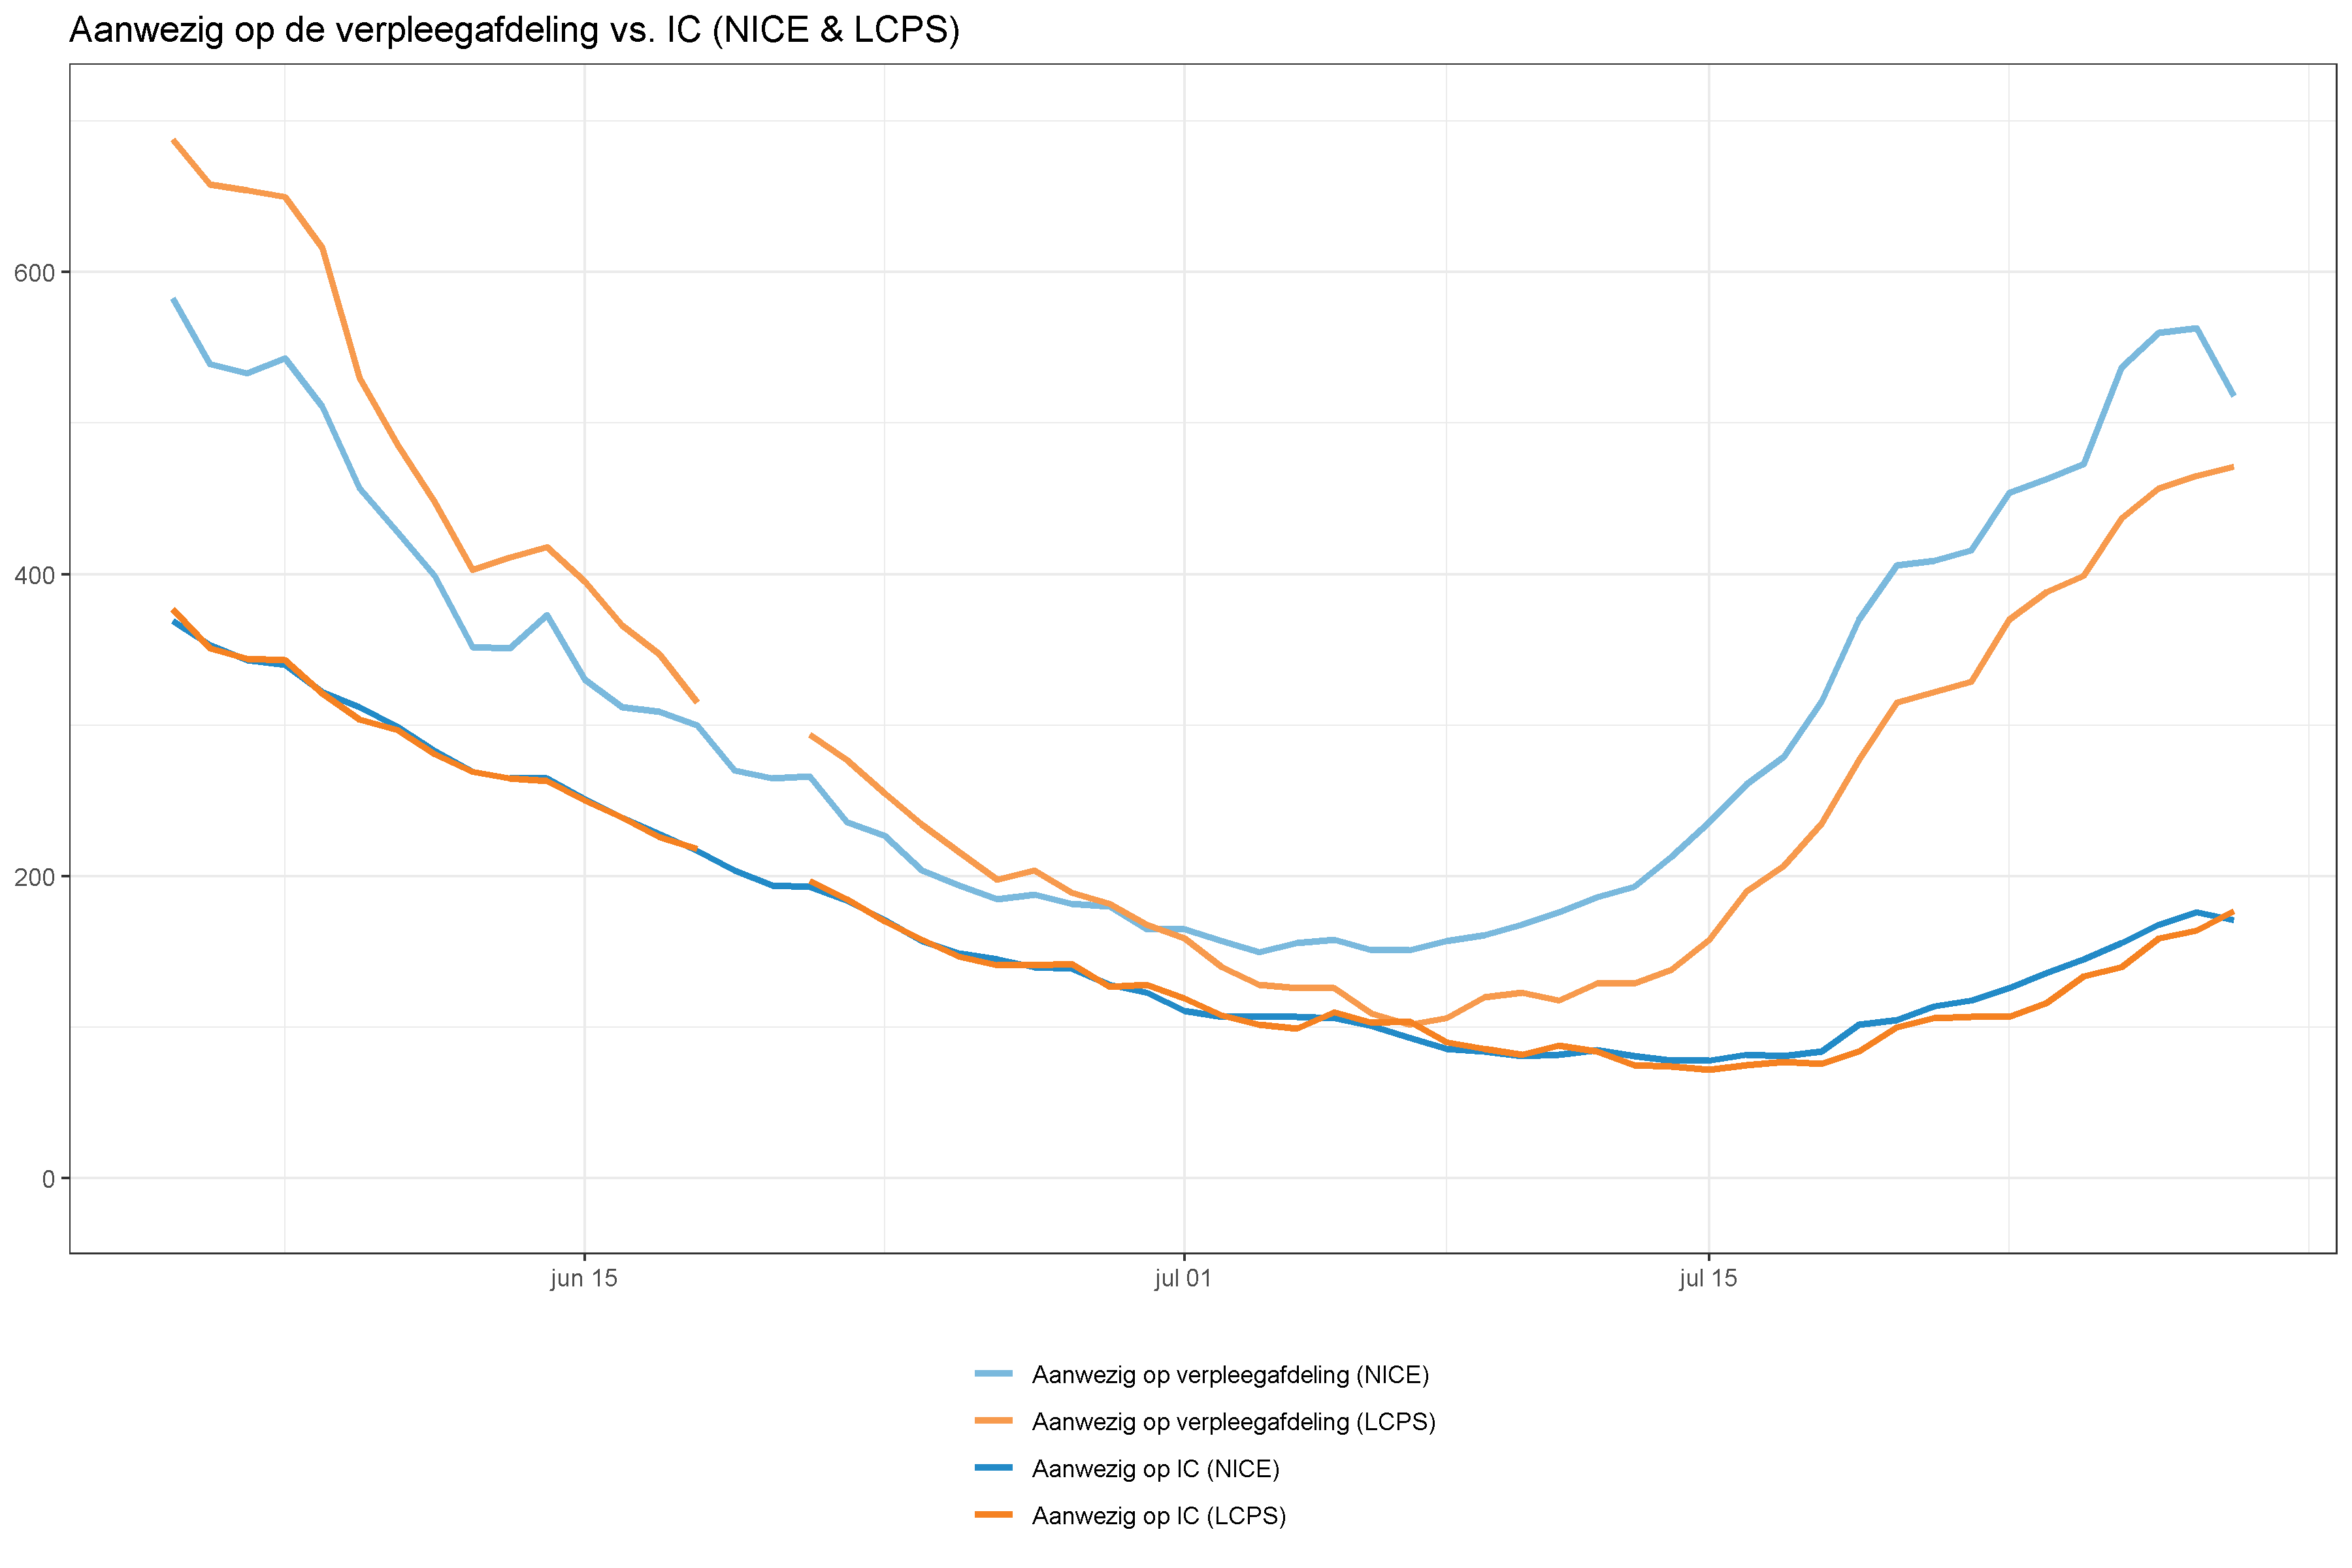 Aanwezig op de verpleegafdeling vs. IC (NICE & LCPS)
600
400
200
0
jun 15
jul 01
jul 15
Aanwezig op verpleegafdeling (NICE)
Aanwezig op verpleegafdeling (LCPS)
Aanwezig op IC (NICE)
Aanwezig op IC (LCPS)